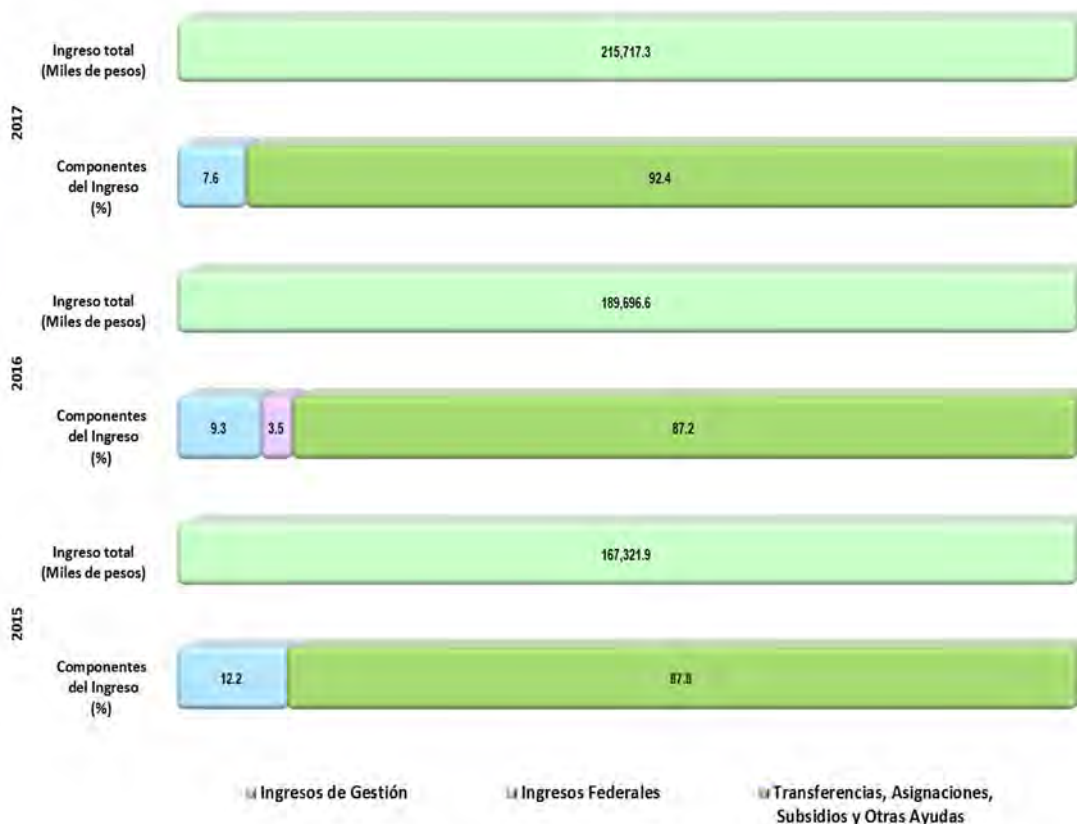 2017
Ingreso total
(Miles de pesos)
215,717.3
Componentes
del Ingreso
(%)
7.6
92.4
2016
Ingreso total
(Miles de pesos)
189,696.6
Componentes
del Ingreso
(%)
9.3
3.5
87.2
2015
Ingreso total
(Miles de pesos)
167,321.9
Componentes
del Ingreso
(%)
12.2
87.8
Ingresos de Gestión
Ingresos Federales
Transferencias, Asignaciones,
Subsidios y Otras Ayudas